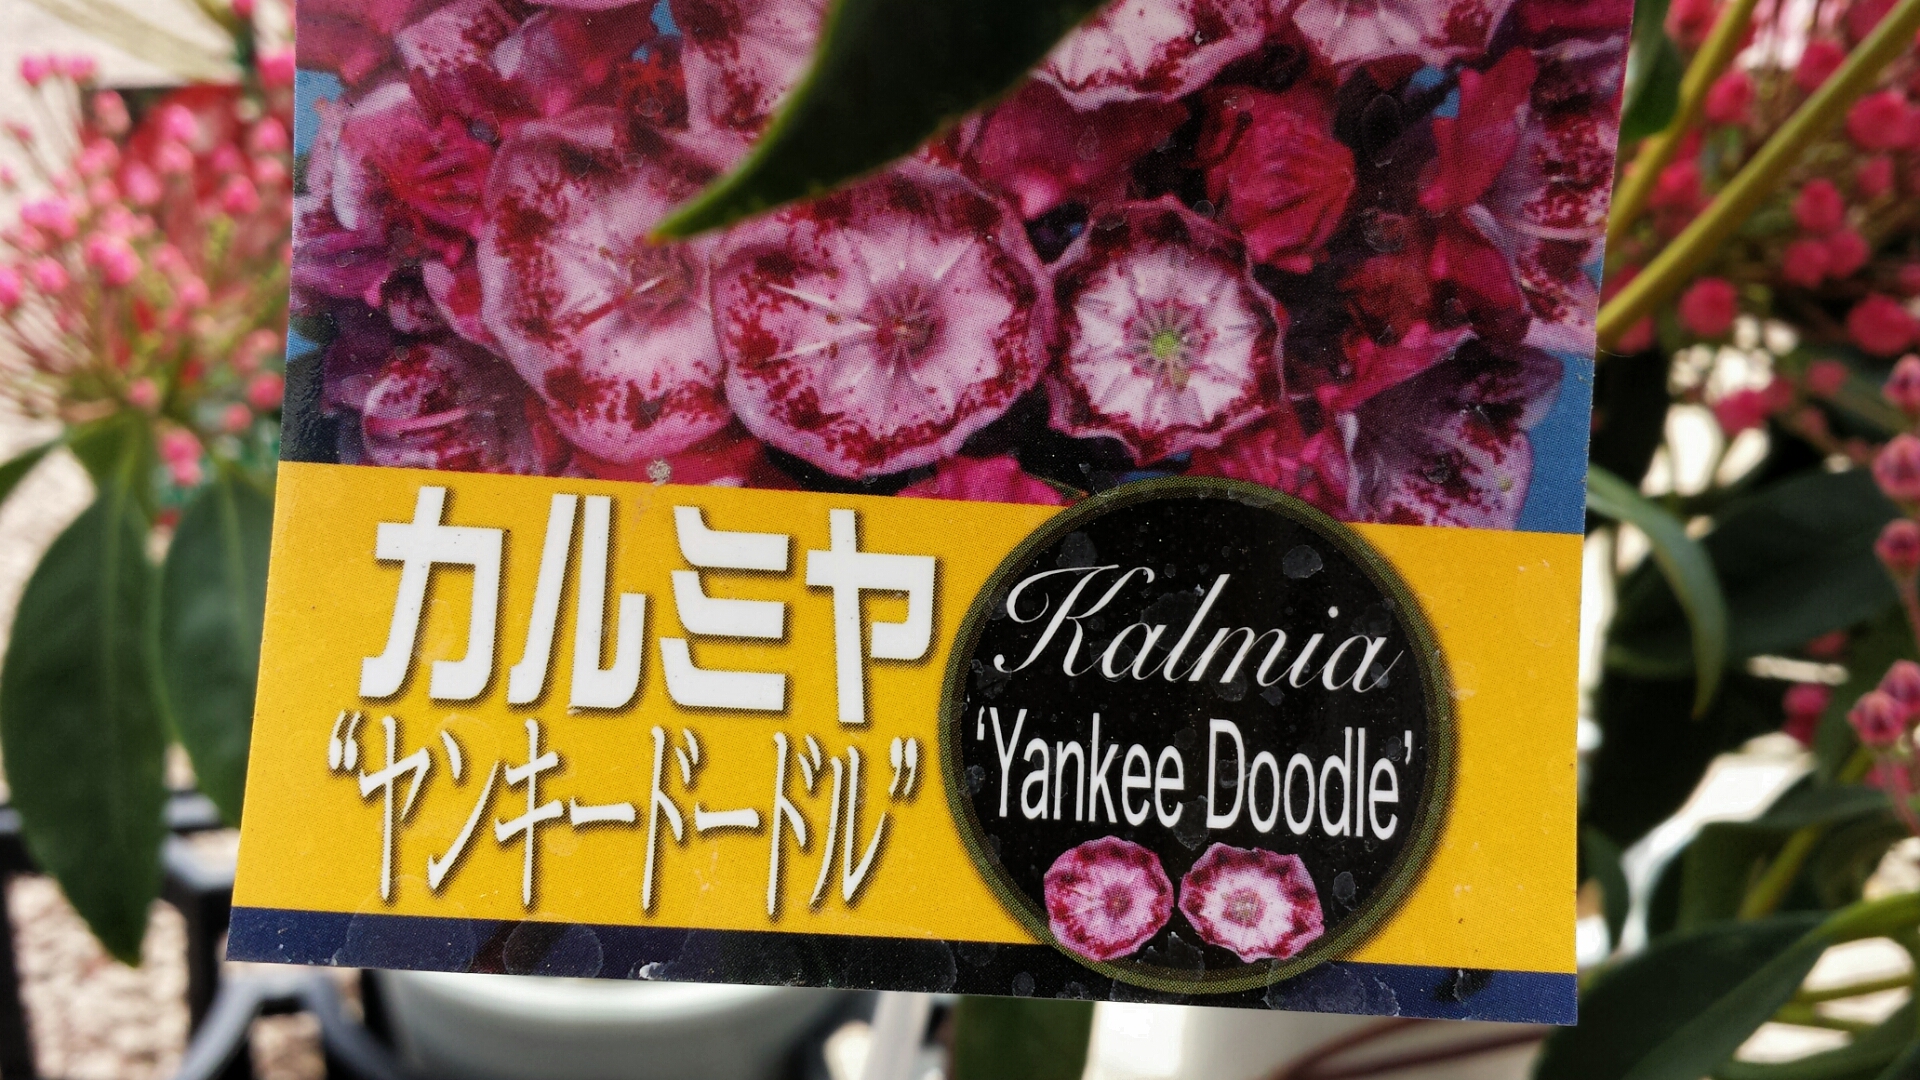 カルミヤ
“ヤンキードードル”
Kalmia
‘Yankee Doodle’